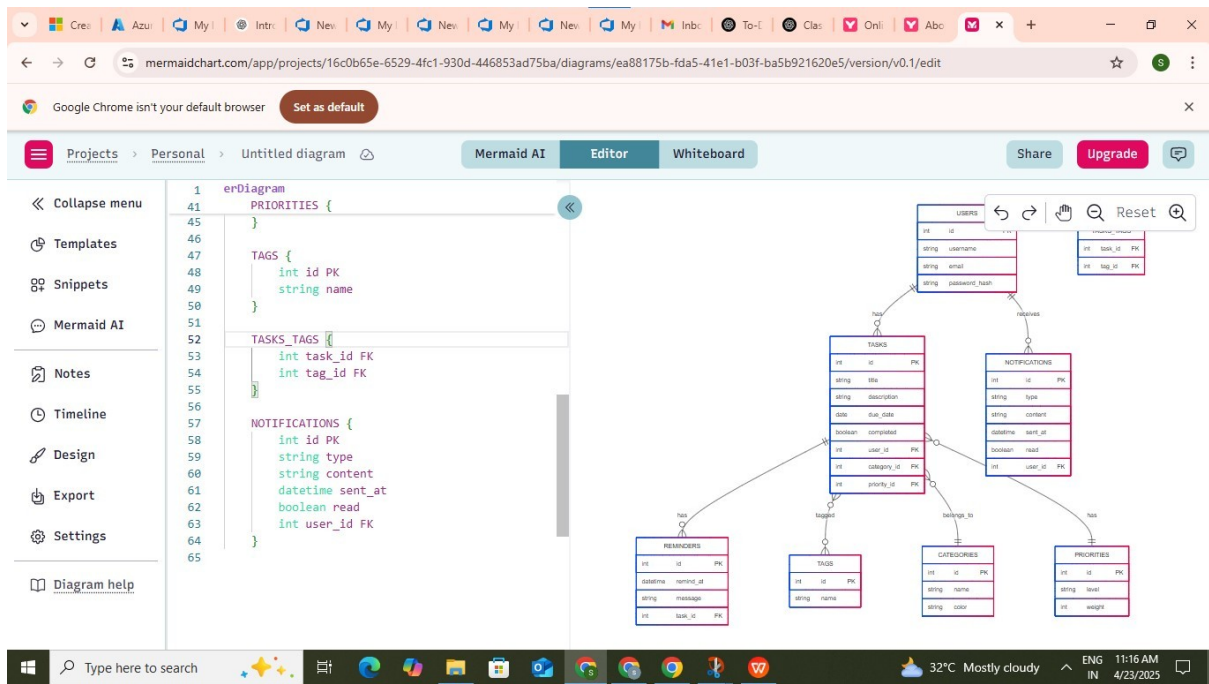 Crea
Azur
My
Intro
New
My
New
My
New
My
Inbc
To-D
Clas
Onli
Abo
mermaidchart.com/app/projects/16c0b65e-6529-4fc1-930d-446853ad75ba/diagrams/ea88175b-fda5-41e1-b03f-ba5b921620e5/version/v0.1/edit
S
Google Chrome isn't your default browser
Set as default
Projects > Personal > Untitled diagram
Mermaid AI
Editor
Whiteboard
Share
Upgrade
Collapse menu
Templates
Snippets
Mermaid AI
Notes
Timeline
Design
Export
Settings
Diagram help
1 erDiagram
41 PRIORITIES {
45 }
46
47 TAGS {
48 int id PK
49 string name
50 }
51
52 TASKS_TAGS {
53 int task_id FK
54 int tag_id FK
55 }
56
57 NOTIFICATIONS {
58 int id PK
59 string type
60 string content
61 datetime sent_at
62 boolean read
63 int user_id FK
64 }
65
Reset
USERS
int id
string username
string email
string password_hash
int task_id FK
int tag_id FK
has
receives
TASKS
int id PK
string title
string description
date due_date
boolean completed
int user_id FK
int category_id FK
int priority_id FK
NOTIFICATIONS
int id PK
string type
string content
datetime sent_at
boolean read
int user_id FK
has
tagged
belongs_to
has
REMINDERS
int id PK
datetime remind_at
string message
int task_id FK
TAGS
int id PK
string name
CATEGORIES
int id PK
string name
string color
PRIORITIES
int id PK
string level
int weight
Type here to search
32°C Mostly cloudy
ENG
IN
11:16 AM
4/23/2025